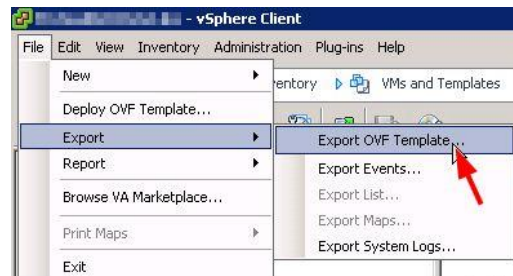 - vSphere Client
File Edit View Inventory Administration Plug-ins Help
New
entory VMs and Templates
Deploy OVF Template...
Export
Export OVF Template...
Report
Export Events...
Browse VA Marketplace...
Export List...
Export Maps...
Print Maps
Export System Logs...
Exit